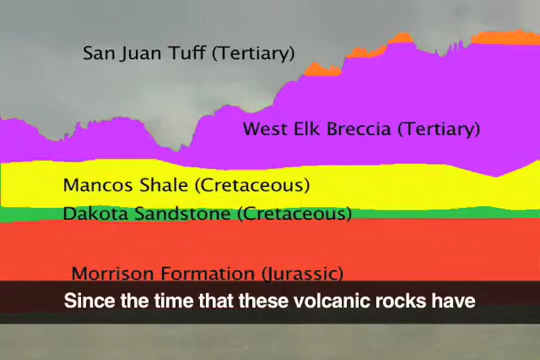 San Juan Tuff (Tertiary)
West Elk Breccia (Tertiary)
Mancos Shale (Cretaceous)
Dakota Sandstone (Cretaceous)
Morrison Formation (Jurassic)
Since the time that these volcanic rocks have